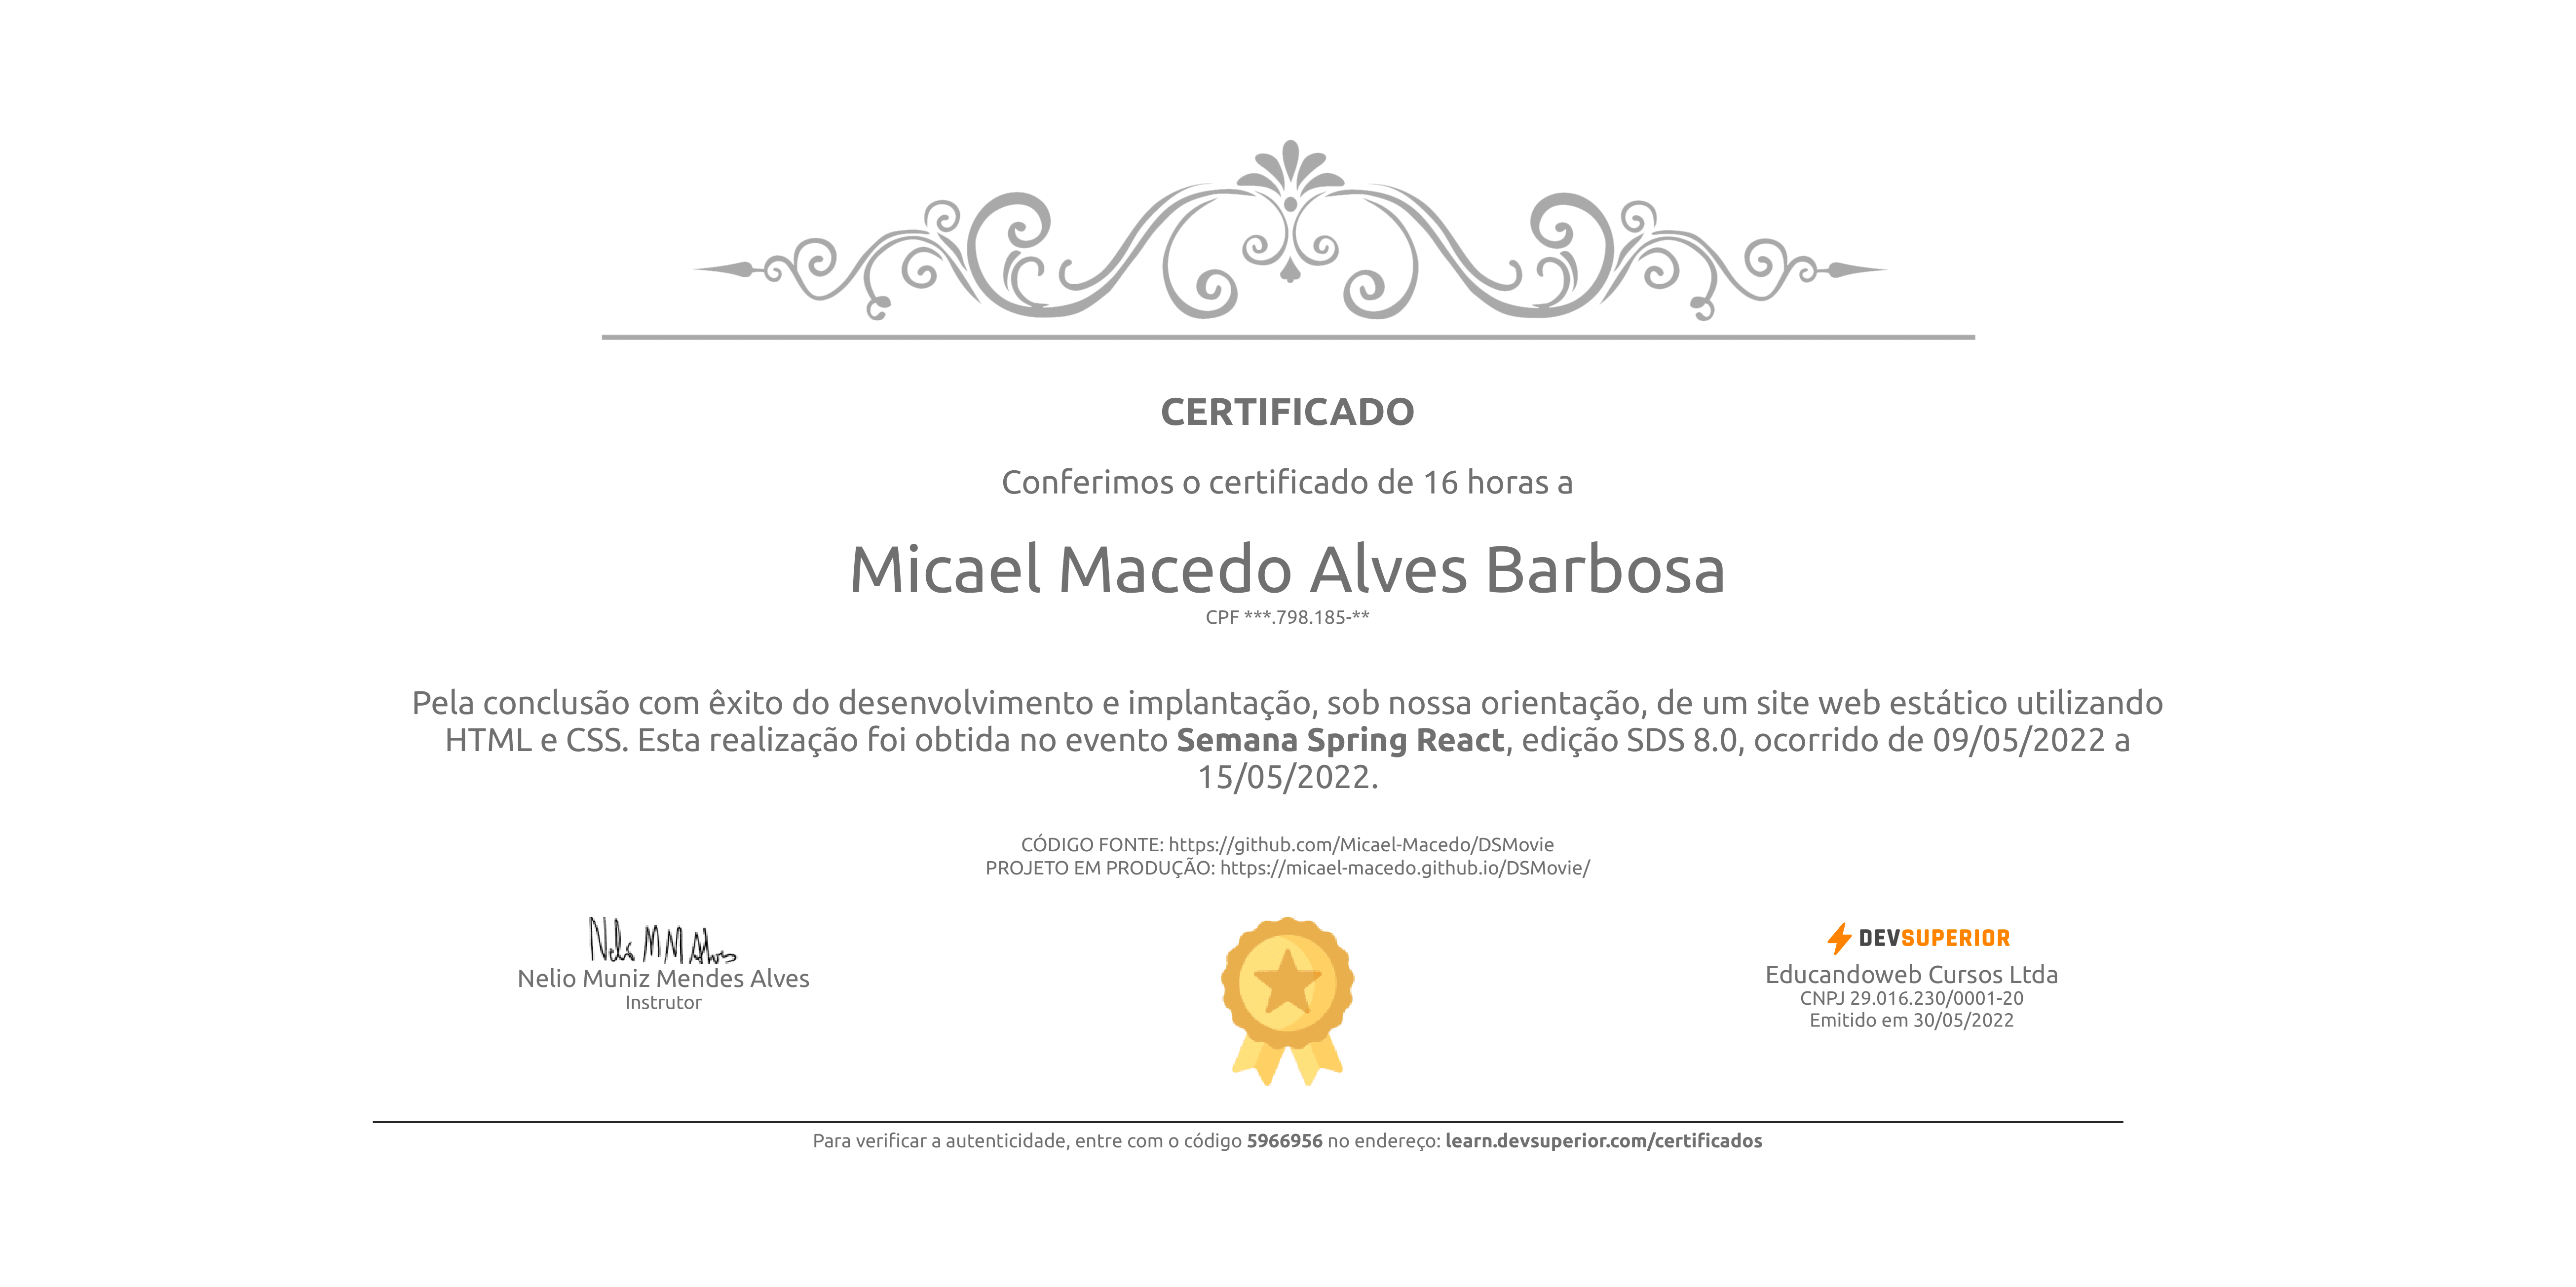 CERTIFICADO
Conferimos o certificado de 16 horas a
Micael Macedo Alves Barbosa
CPF ***.798.185-**
Pela conclusão com êxito do desenvolvimento e implantação, sob nossa orientação, de um site web estático utilizando
HTML e CSS. Esta realização foi obtida no evento Semana Spring React, edição SDS 8.0, ocorrido de 09/05/2022 a
15/05/2022.
CÓDIGO FONTE: https://github.com/Micael-Macedo/DSMovie
PROJETO EM PRODUÇÃO: https://micael-macedo.github.io/DSMovie/
Nelio MM Alves
Nelio Muniz Mendes Alves
Instrutor
DEVSUPERIOR
Educandoweb Cursos Ltda
CNPJ 29.016.230/0001-20
Emitido em 30/05/2022
Para verificar a autenticidade, entre com o código 5966956 no endereço: learn.devsuperior.com/certificados